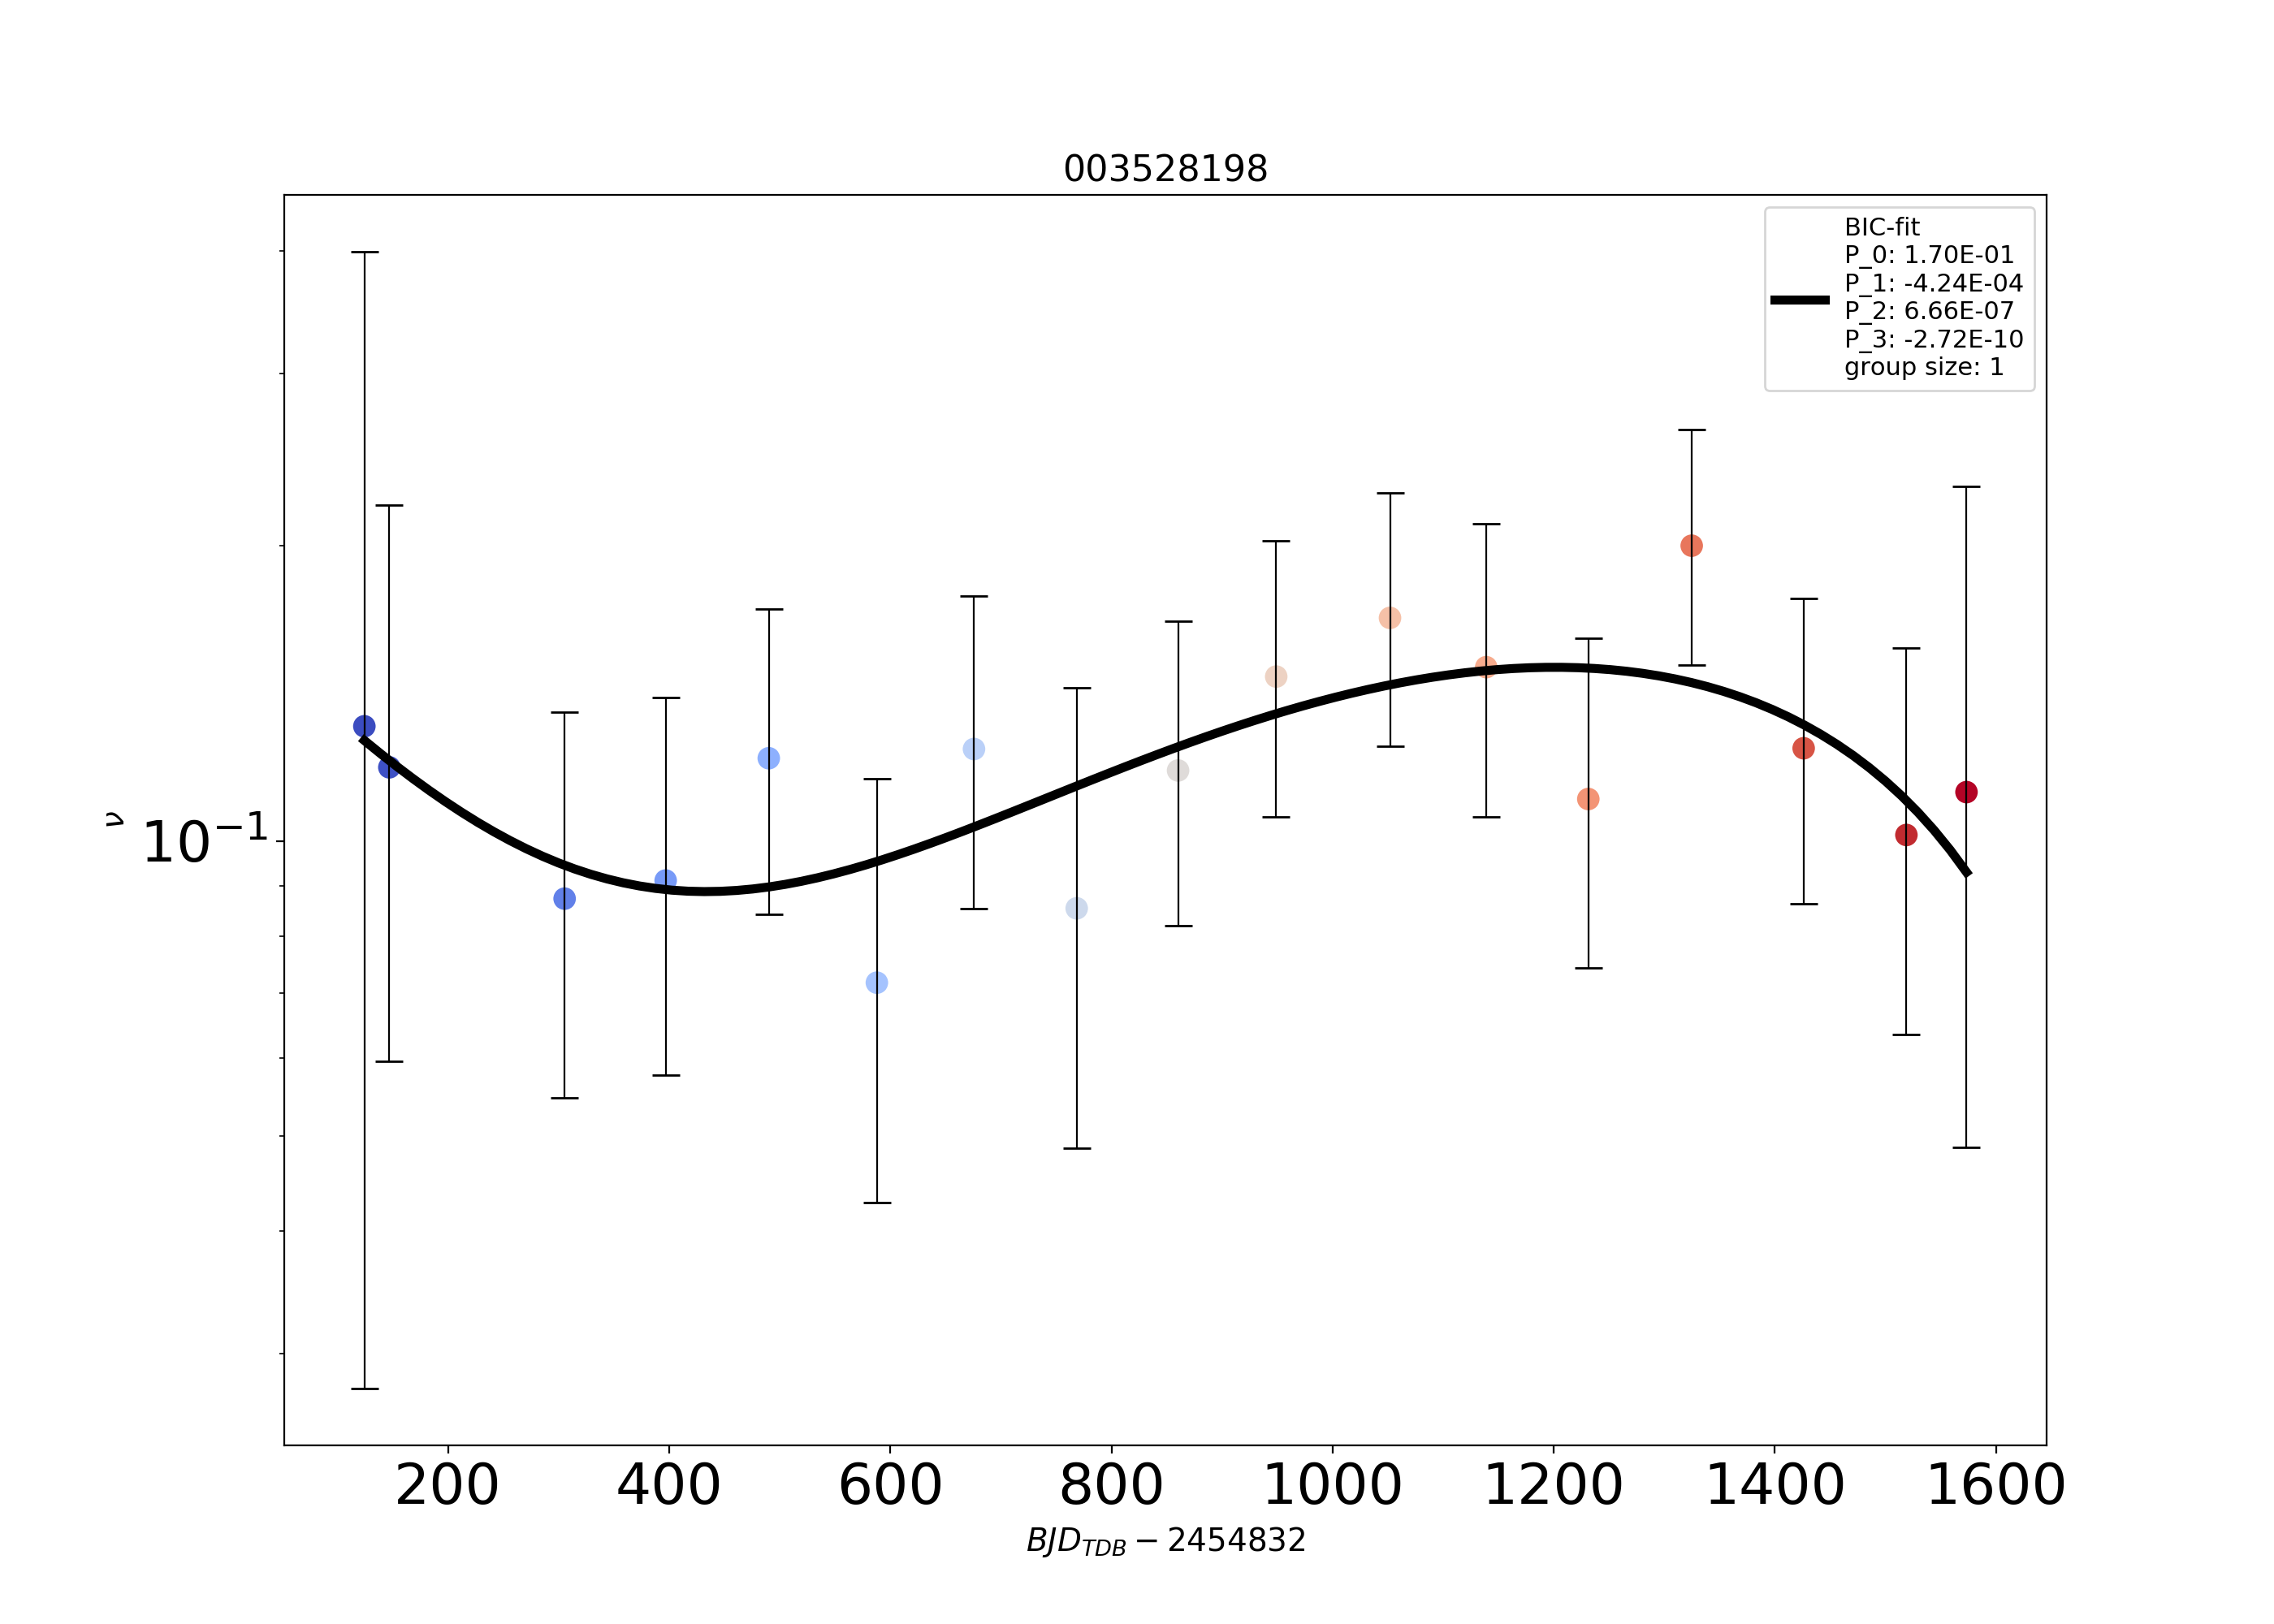 003528198
BIC-fit
P_0: 1.70E-01
P_1: -4.24E-04
P_2: 6.66E-07
P_3: -2.72E-10
group size: 1
ν
10⁻¹
200 400 600 800 1000 1200 1400 1600
BJD_TDB − 2454832